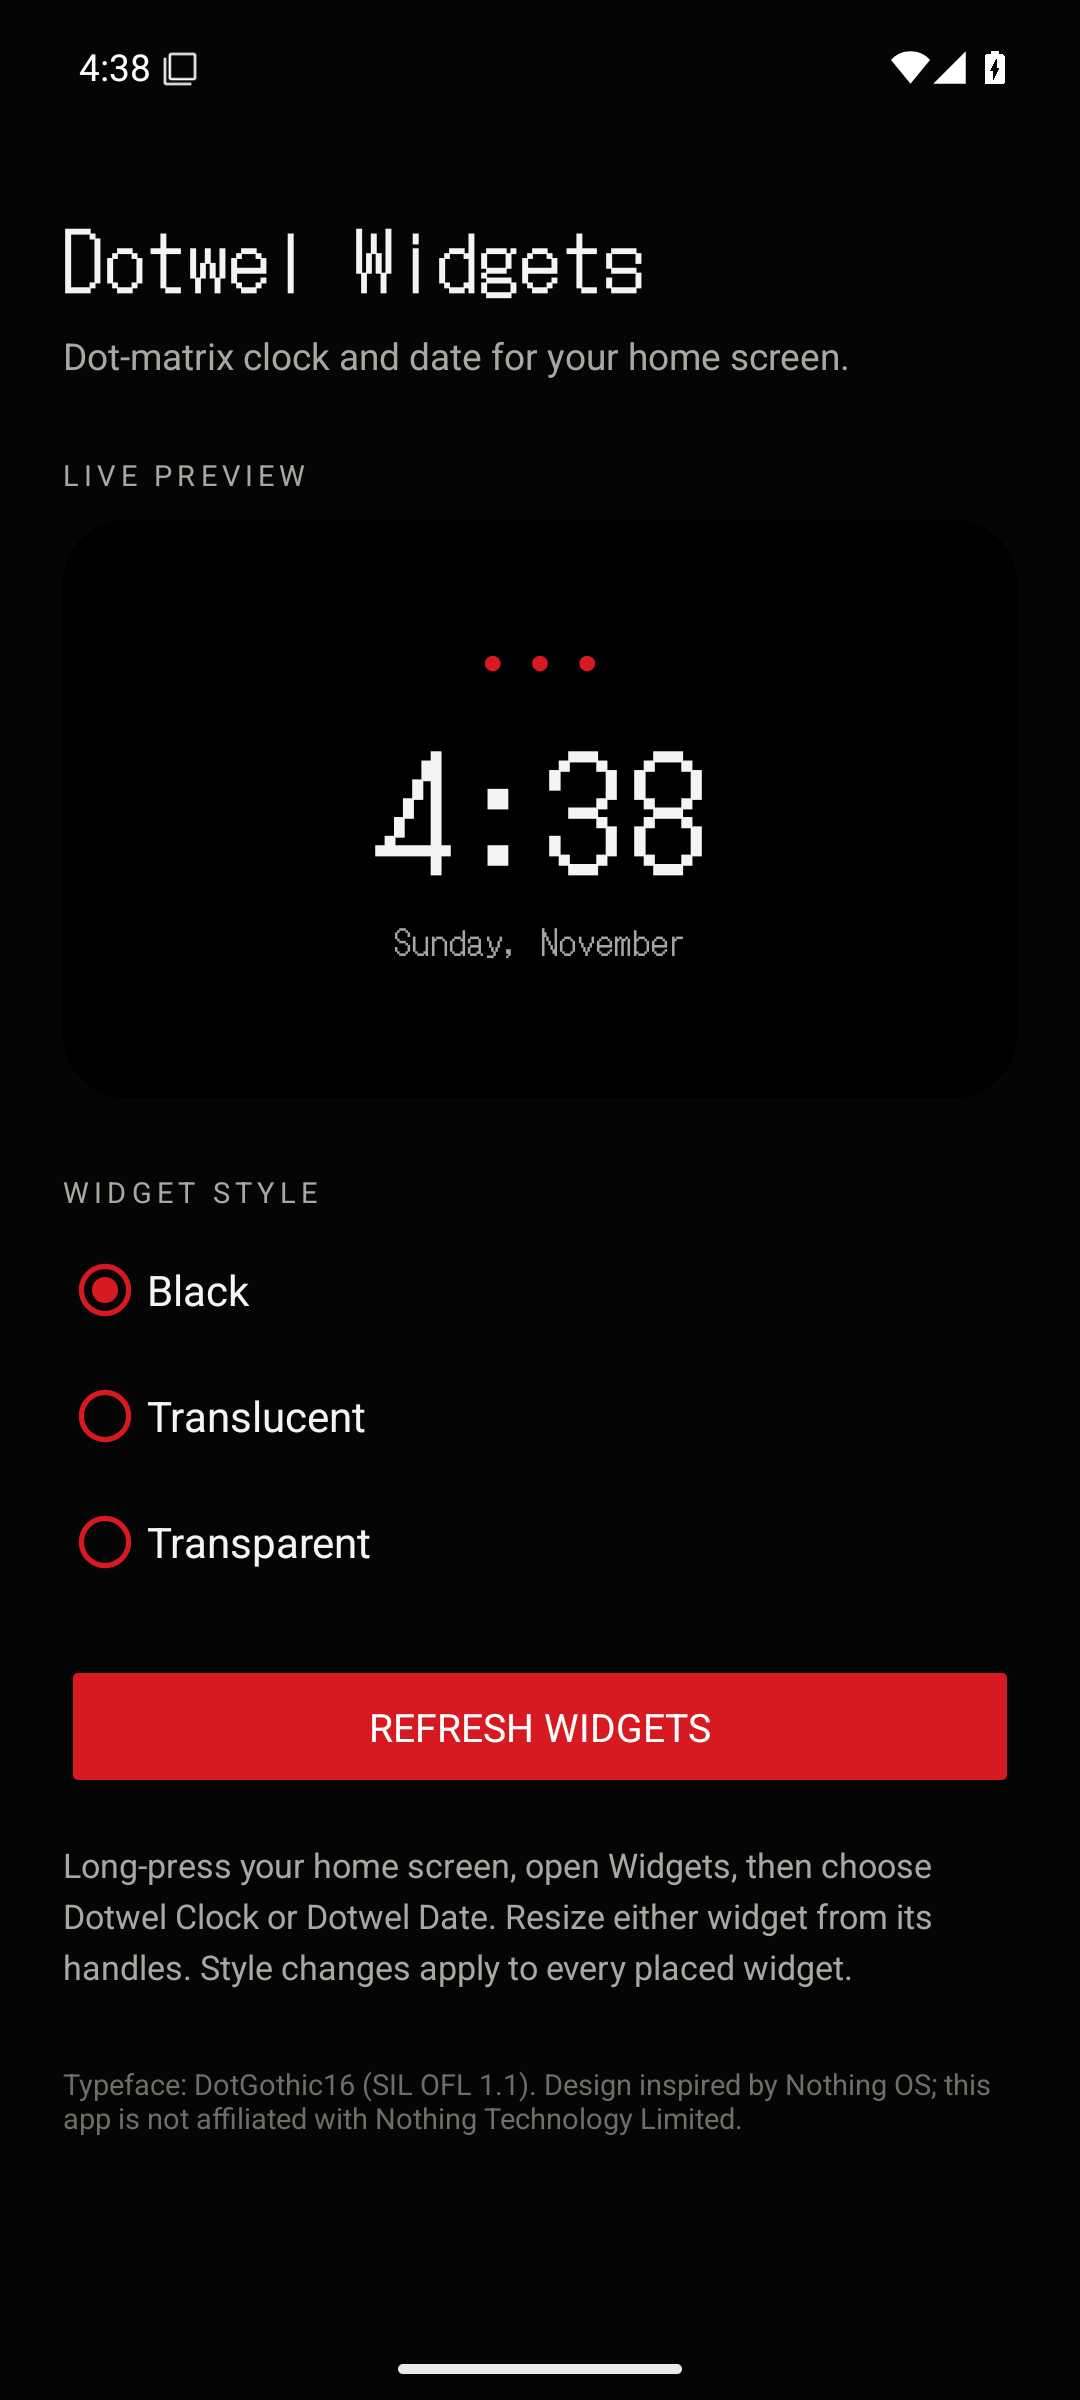 4:38
Dotwel Widgets
Dot-matrix clock and date for your home screen.
LIVE PREVIEW
4:38
Sunday, November
WIDGET STYLE
Black
Translucent
Transparent
REFRESH WIDGETS
Long-press your home screen, open Widgets, then choose
Dotwel Clock or Dotwel Date. Resize either widget from its
handles. Style changes apply to every placed widget.
Typeface: DotGothic16 (SIL OFL 1.1). Design inspired by Nothing OS; this
app is not affiliated with Nothing Technology Limited.